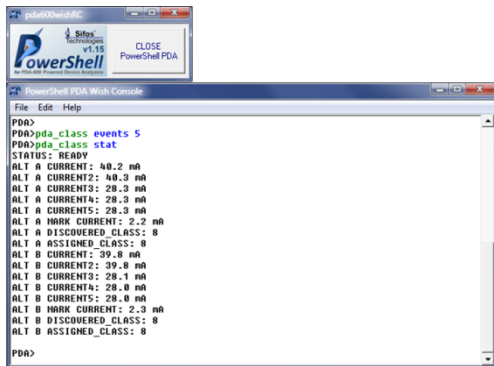 pda600wishRC
Sifos
Technologies
v1.15
PowerShell
for PDA-600 Powered Device Analyzers
CLOSE
PowerShell PDA
PowerShell PDA Wish Console
File Edit Help
PDA>
PDA>pda_class events 5
PDA>pda_class stat
STATUS: READY
ALT A CURRENT: 40.2 mA
ALT A CURRENT2: 40.3 mA
ALT A CURRENT3: 28.3 mA
ALT A CURRENT4: 28.3 mA
ALT A CURRENT5: 28.3 mA
ALT A MARK CURRENT: 2.2 mA
ALT A DISCOVERED_CLASS: 8
ALT A ASSIGNED_CLASS: 8
ALT B CURRENT: 39.8 mA
ALT B CURRENT2: 39.8 mA
ALT B CURRENT3: 28.1 mA
ALT B CURRENT4: 28.0 mA
ALT B CURRENT5: 28.0 mA
ALT B MARK CURRENT: 2.3 mA
ALT B DISCOVERED_CLASS: 8
ALT B ASSIGNED_CLASS: 8
PDA>